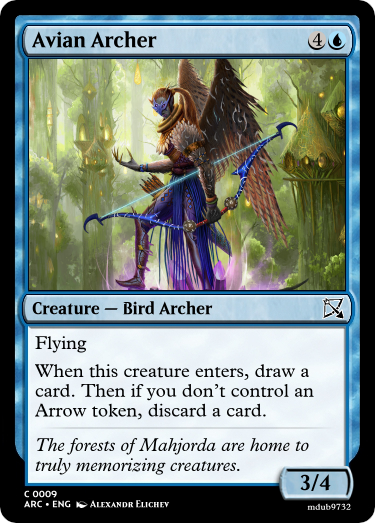 Avian Archer 4
Creature — Bird Archer
Flying
When this creature enters, draw a
card. Then if you don't control an
Arrow token, discard a card.
The forests of Mahjorda are home to
truly memorizing creatures.
3/4
C 0009
ARC • ENG Alexandr Elichev
mdub9732